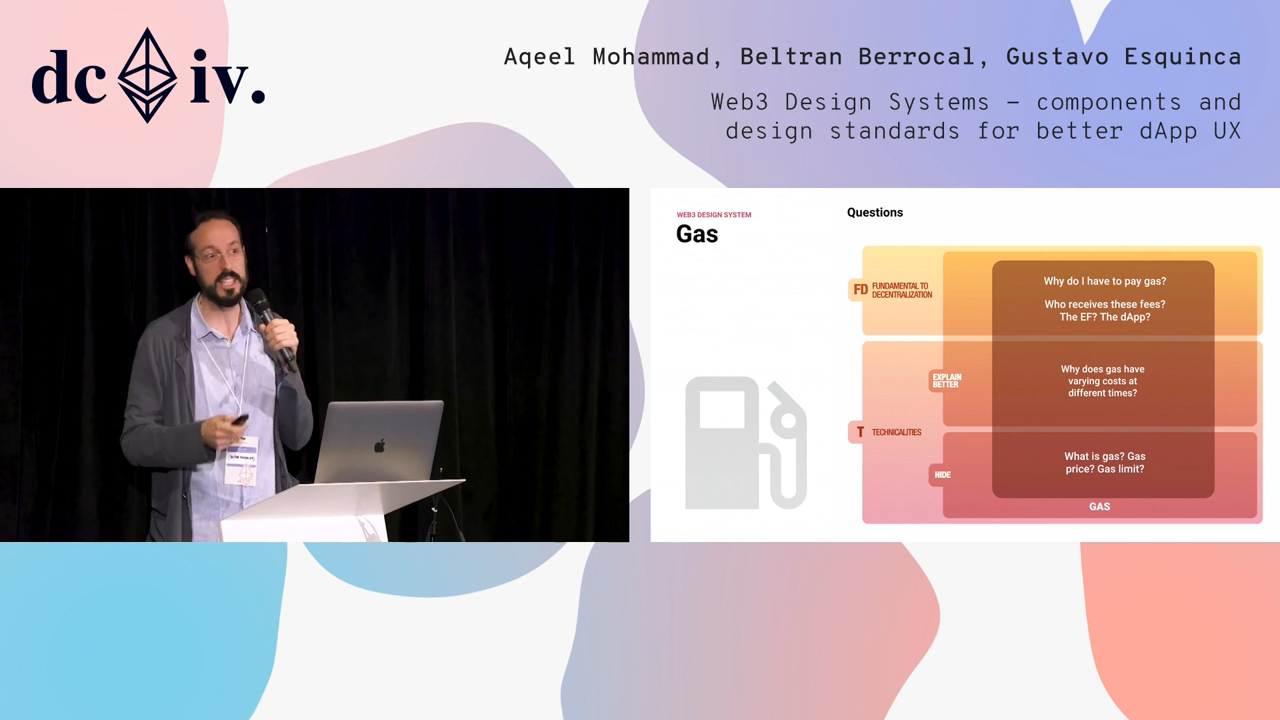 dc iv.
Aqeel Mohammad, Beltran Berrocal, Gustavo Esquinca
Web3 Design Systems – components and
design standards for better dApp UX
WEB3 DESIGN SYSTEM
Gas
Questions
FD FUNDAMENTAL TO
DECENTRALIZATION
Why do I have to pay gas?
Who receives these fees?
The EF? The dApp?
EXPLAIN
BETTER
Why does gas have
varying costs at
different times?
T TECHNICALITIES
HIDE
What is gas? Gas
price? Gas limit?
GAS